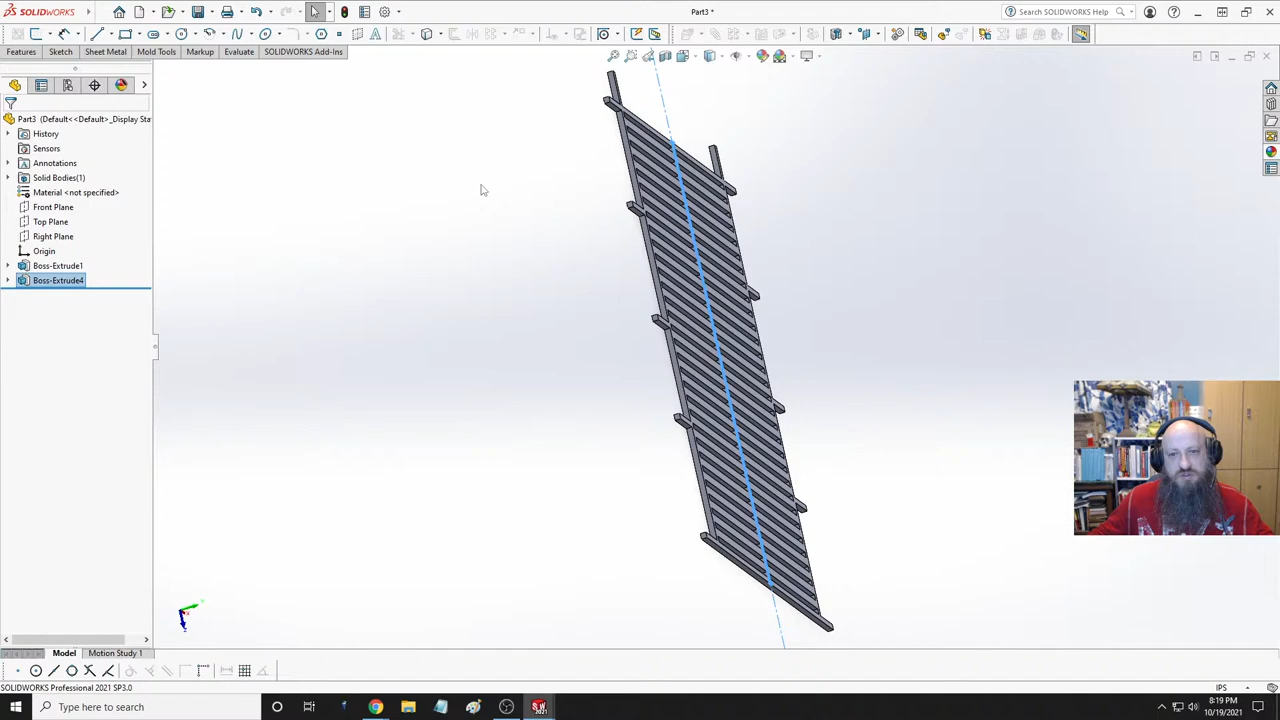 SOLIDWORKS
Part3 *
Search SOLIDWORKS Help
Features
Sketch
Sheet Metal
Mold Tools
Markup
Evaluate
SOLIDWORKS Add-Ins
Part3 (Default<<Default>_Display Sta
History
Sensors
Annotations
Solid Bodies(1)
Material <not specified>
Front Plane
Top Plane
Right Plane
Origin
Boss-Extrude1
Boss-Extrude4
Model
Motion Study 1
SOLIDWORKS Professional 2021 SP3.0
IPS
Type here to search
8:19 PM
10/19/2021